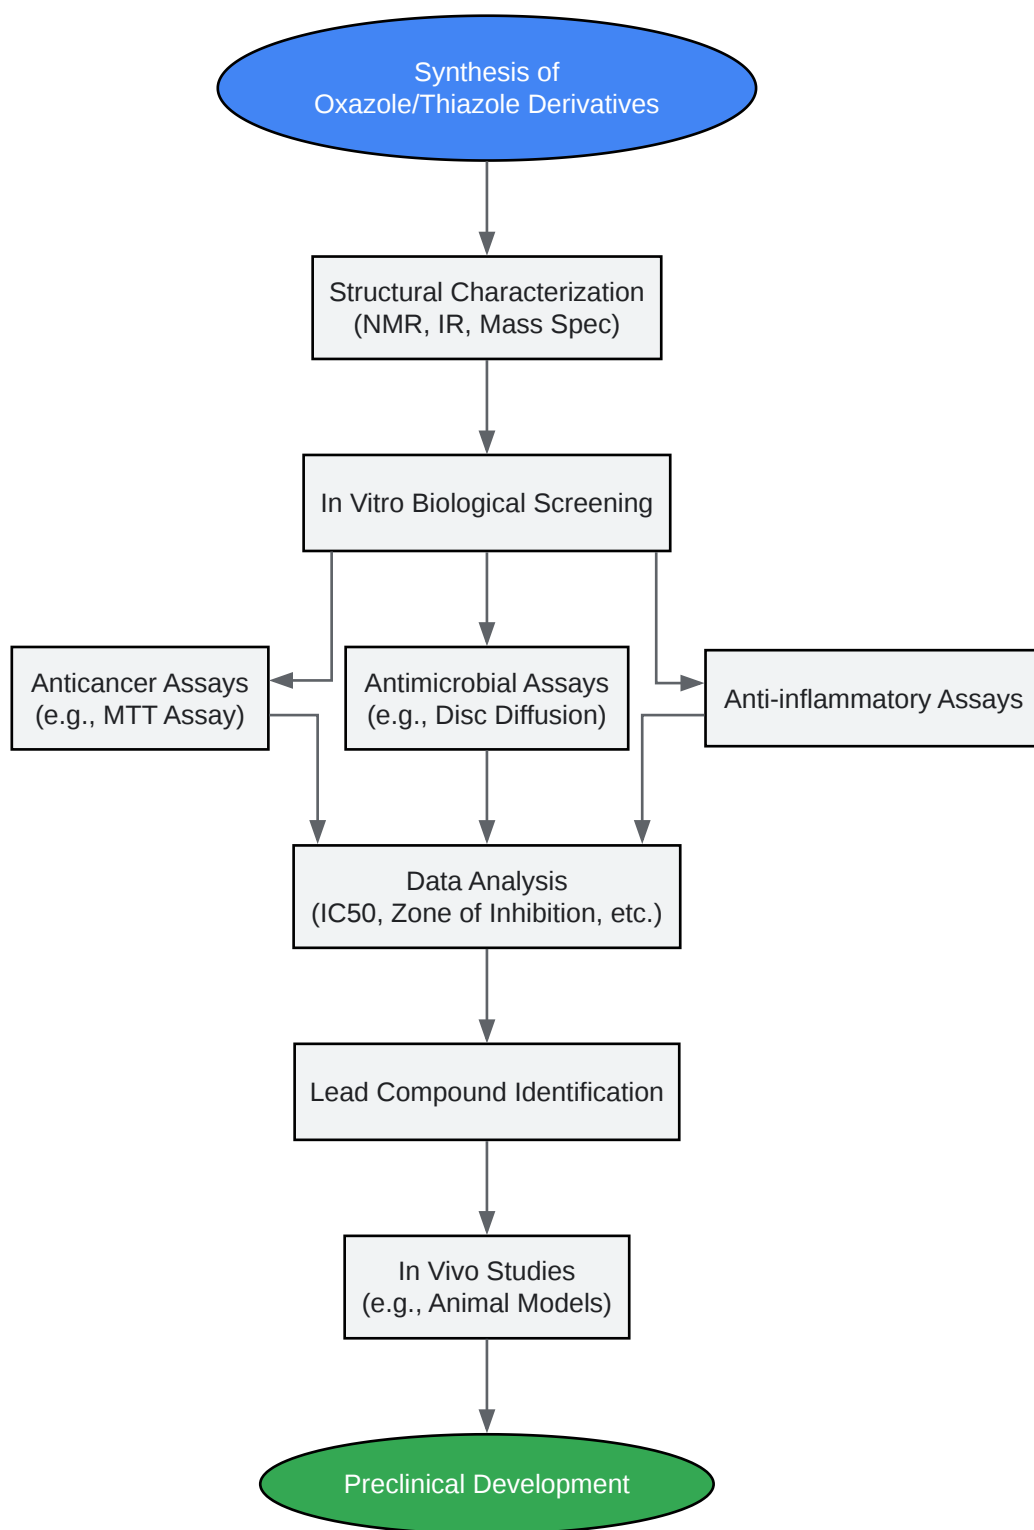 Synthesis of
Oxazole/Thiazole Derivatives
Structural Characterization
(NMR, IR, Mass Spec)
In Vitro Biological Screening
Anticancer Assays
(e.g., MTT Assay)
Antimicrobial Assays
(e.g., Disc Diffusion)
Anti-inflammatory Assays
Data Analysis
(IC50, Zone of Inhibition, etc.)
Lead Compound Identification
In Vivo Studies
(e.g., Animal Models)
Preclinical Development